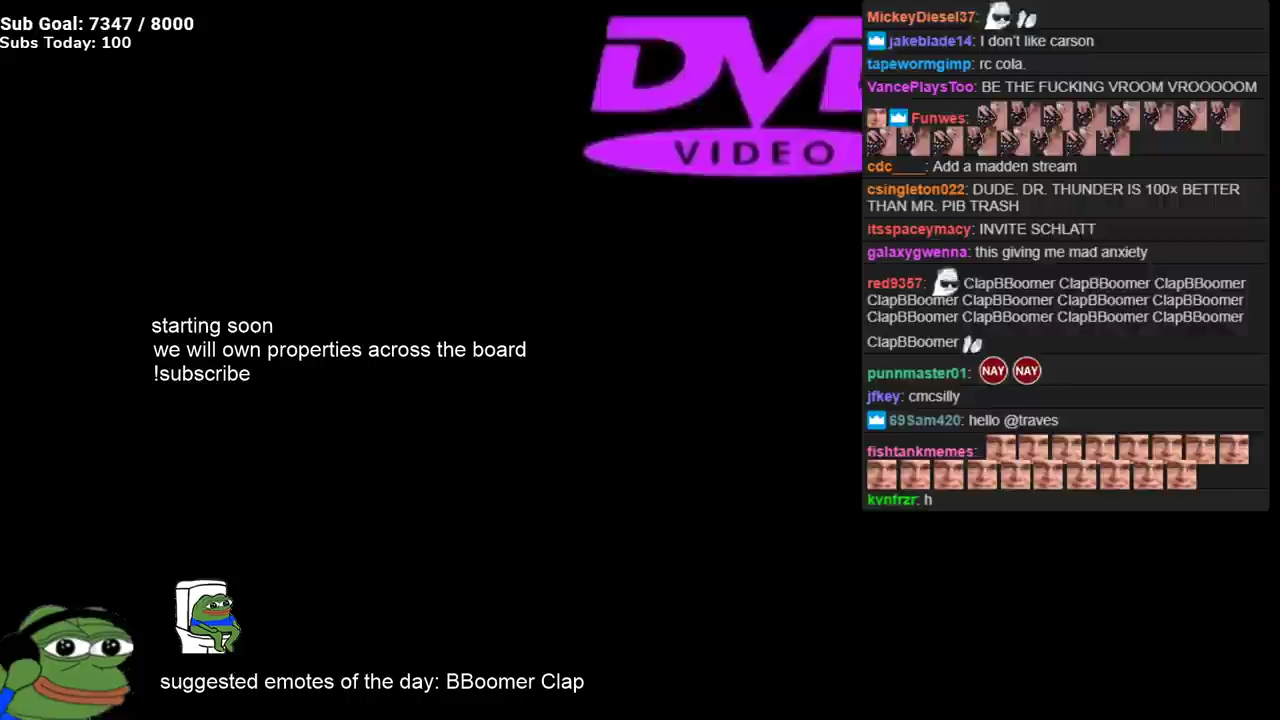 Sub Goal: 7347 / 8000
Subs Today: 100
DVD
VIDEO
starting soon
we will own properties across the board
!subscribe
suggested emotes of the day: BBoomer Clap
MickeyDiesel37:
jakeblade14: I don't like carson
tapewormgimp: rc cola.
VancePlaysToo: BE THE FUCKING VROOM VROOOOOM
Funwes:
cdc____: Add a madden stream
csingleton022: DUDE. DR. THUNDER IS 100× BETTER
THAN MR. PIB TRASH
itsspaceymacy: INVITE SCHLATT
galaxygwenna: this giving me mad anxiety
red9357: ClapBBoomer ClapBBoomer ClapBBoomer
ClapBBoomer ClapBBoomer ClapBBoomer ClapBBoomer
ClapBBoomer ClapBBoomer ClapBBoomer ClapBBoomer
ClapBBoomer
punnmaster01: NAY NAY
jfkey: cmcsilly
69Sam420: hello @traves
fishtankmemes:
kvnfrzr: h